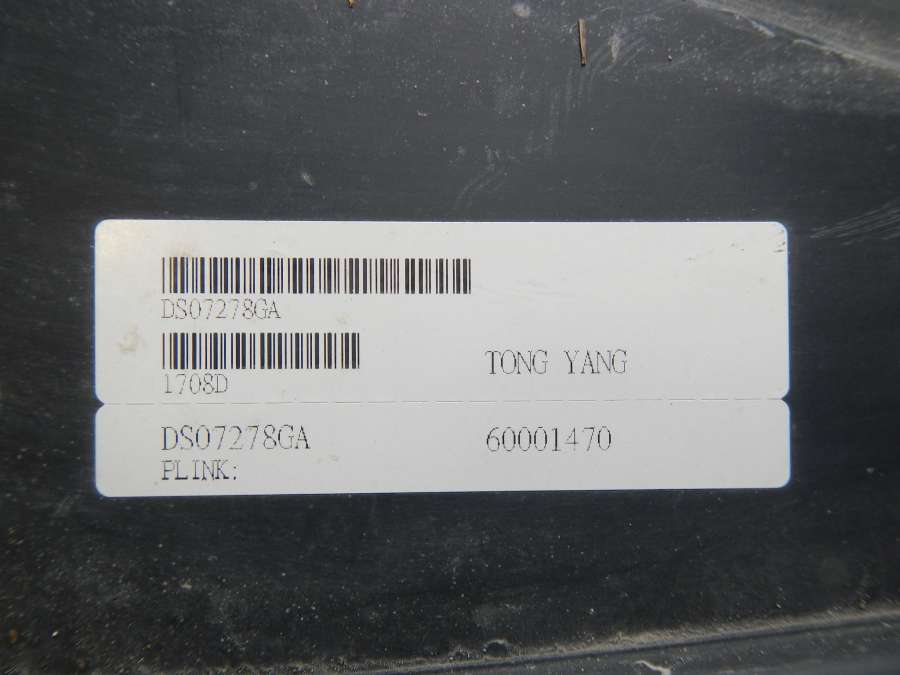 DS07278GA
1708D
TONG YANG
DS07278GA
60001470
PLINK: